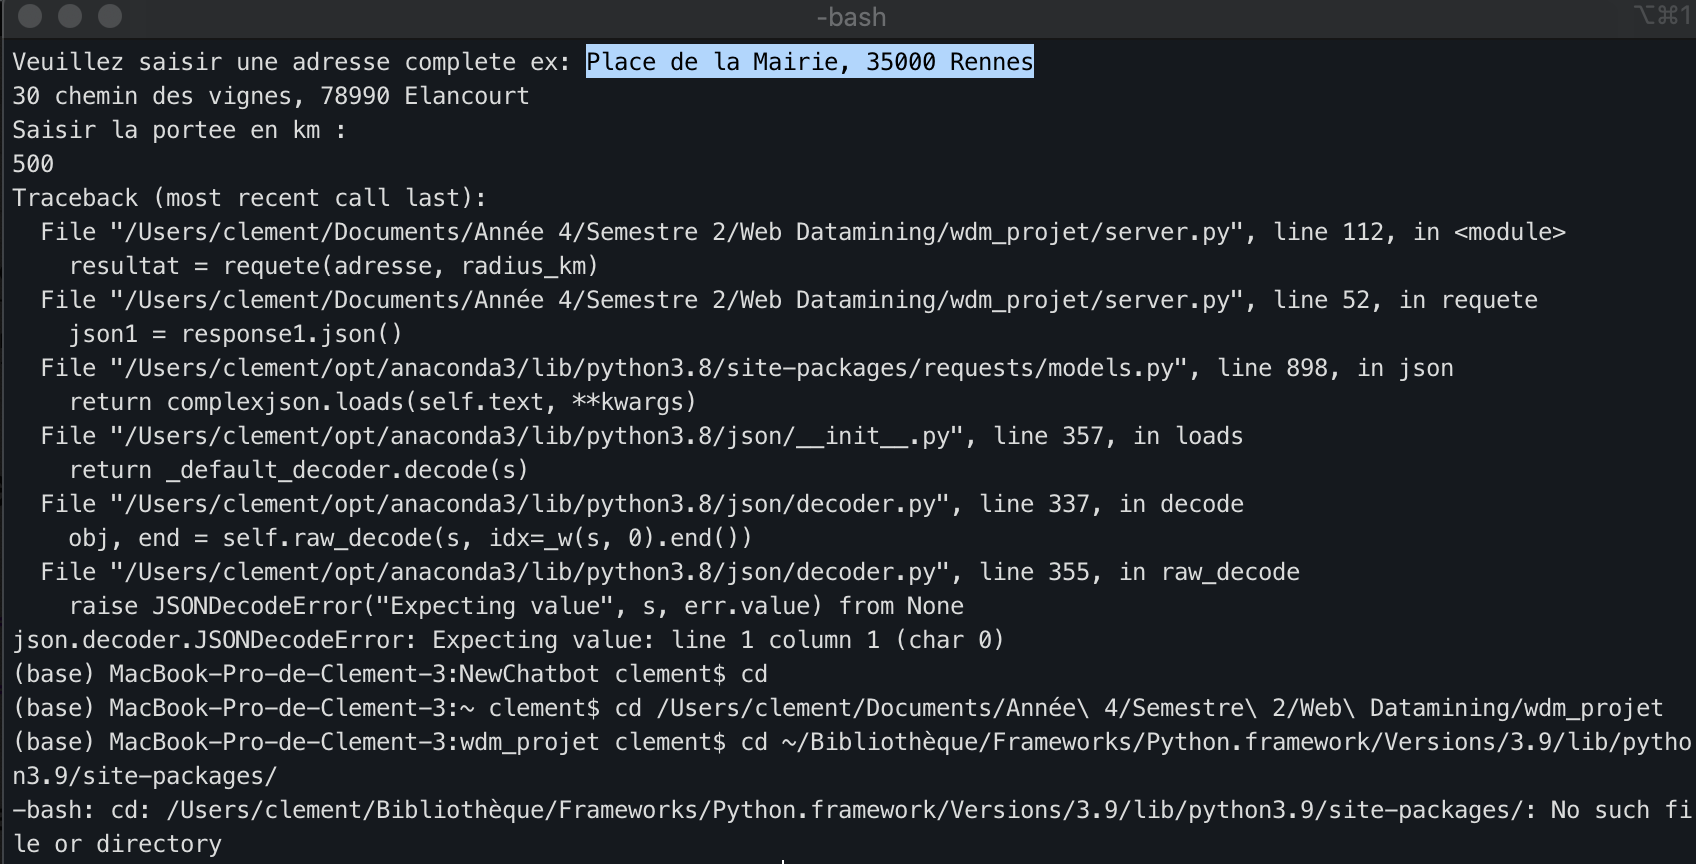 -bash
⌥⌘1
Veuillez saisir une adresse complete ex: Place de la Mairie, 35000 Rennes
30 chemin des vignes, 78990 Elancourt
Saisir la portee en km :
500
Traceback (most recent call last):
  File "/Users/clement/Documents/Année 4/Semestre 2/Web Datamining/wdm_projet/server.py", line 112, in <module>
    resultat = requete(adresse, radius_km)
  File "/Users/clement/Documents/Année 4/Semestre 2/Web Datamining/wdm_projet/server.py", line 52, in requete
    json1 = response1.json()
  File "/Users/clement/opt/anaconda3/lib/python3.8/site-packages/requests/models.py", line 898, in json
    return complexjson.loads(self.text, **kwargs)
  File "/Users/clement/opt/anaconda3/lib/python3.8/json/__init__.py", line 357, in loads
    return _default_decoder.decode(s)
  File "/Users/clement/opt/anaconda3/lib/python3.8/json/decoder.py", line 337, in decode
    obj, end = self.raw_decode(s, idx=_w(s, 0).end())
  File "/Users/clement/opt/anaconda3/lib/python3.8/json/decoder.py", line 355, in raw_decode
    raise JSONDecodeError("Expecting value", s, err.value) from None
json.decoder.JSONDecodeError: Expecting value: line 1 column 1 (char 0)
(base) MacBook-Pro-de-Clement-3:NewChatbot clement$ cd
(base) MacBook-Pro-de-Clement-3:~ clement$ cd /Users/clement/Documents/Année\ 4/Semestre\ 2/Web\ Datamining/wdm_projet
(base) MacBook-Pro-de-Clement-3:wdm_projet clement$ cd ~/Bibliothèque/Frameworks/Python.framework/Versions/3.9/lib/pytho
n3.9/site-packages/
-bash: cd: /Users/clement/Bibliothèque/Frameworks/Python.framework/Versions/3.9/lib/python3.9/site-packages/: No such fi
le or directory